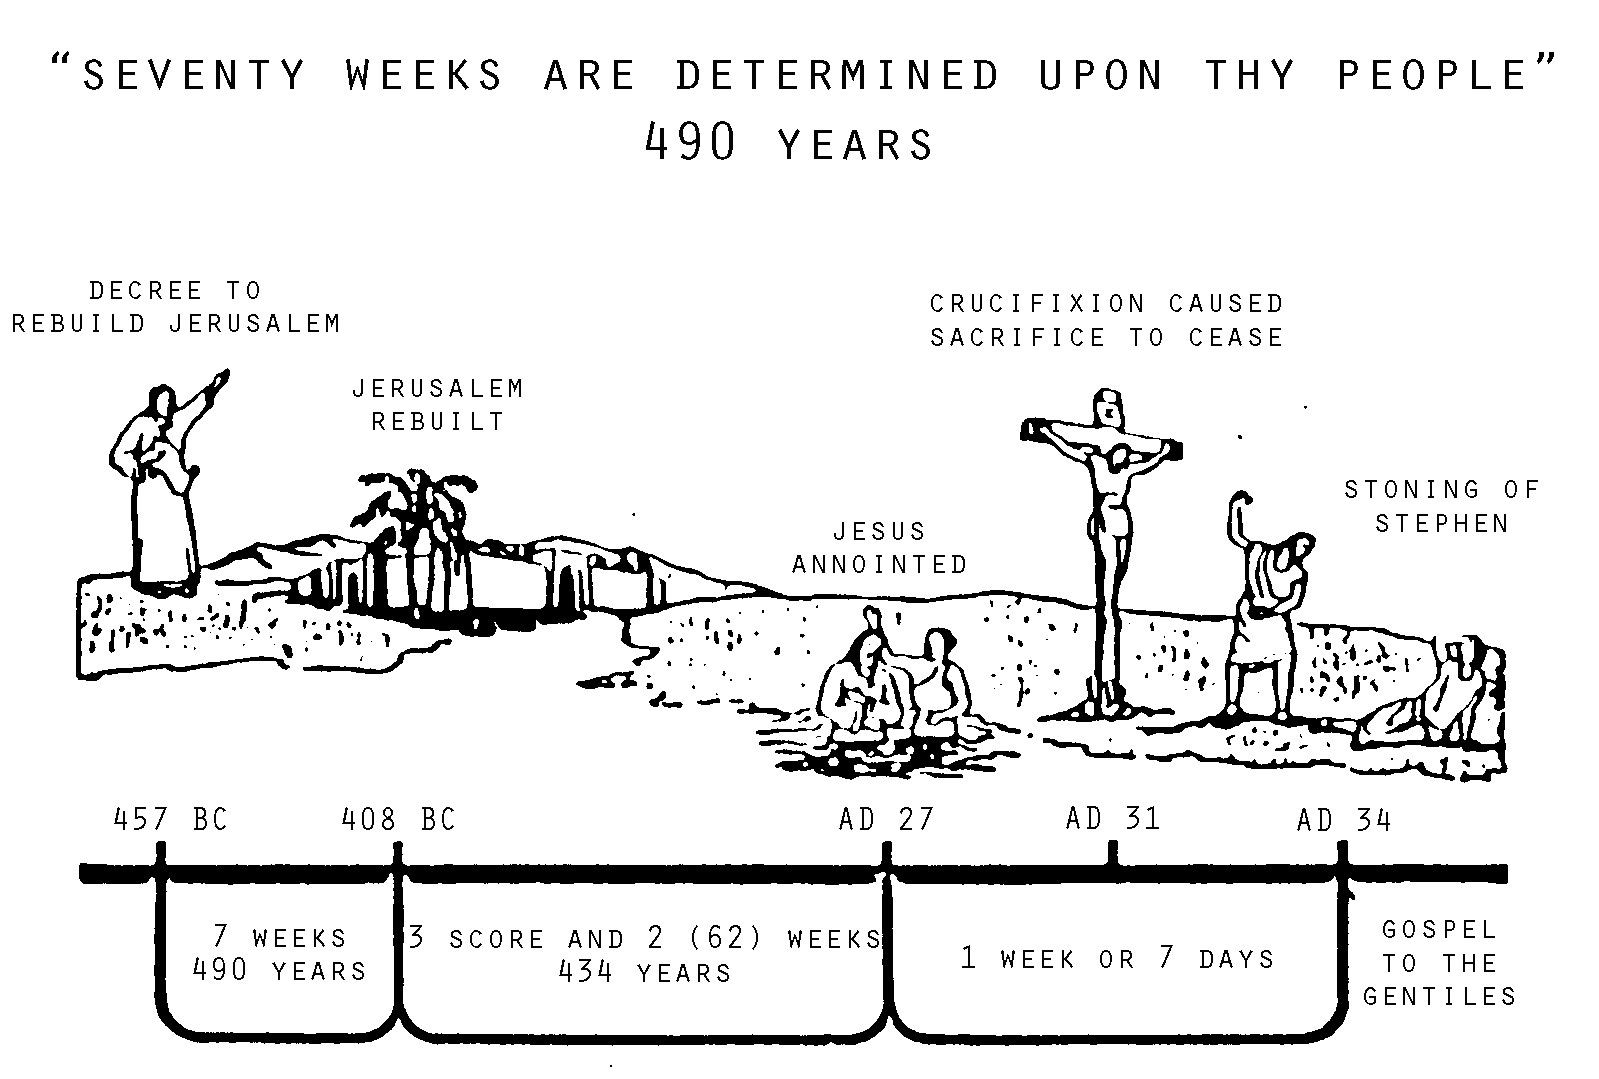 “SEVENTY WEEKS ARE DETERMINED UPON THY PEOPLE”
490 YEARS
DECREE TO
REBUILD JERUSALEM
JERUSALEM
REBUILT
JESUS
ANNOINTED
CRUCIFIXION CAUSED
SACRIFICE TO CEASE
STONING OF
STEPHEN
457 BC
408 BC
AD 27
AD 31
AD 34
7 WEEKS
490 YEARS
3 SCORE AND 2 (62) WEEKS
434 YEARS
1 WEEK OR 7 DAYS
GOSPEL
TO THE
GENTILES